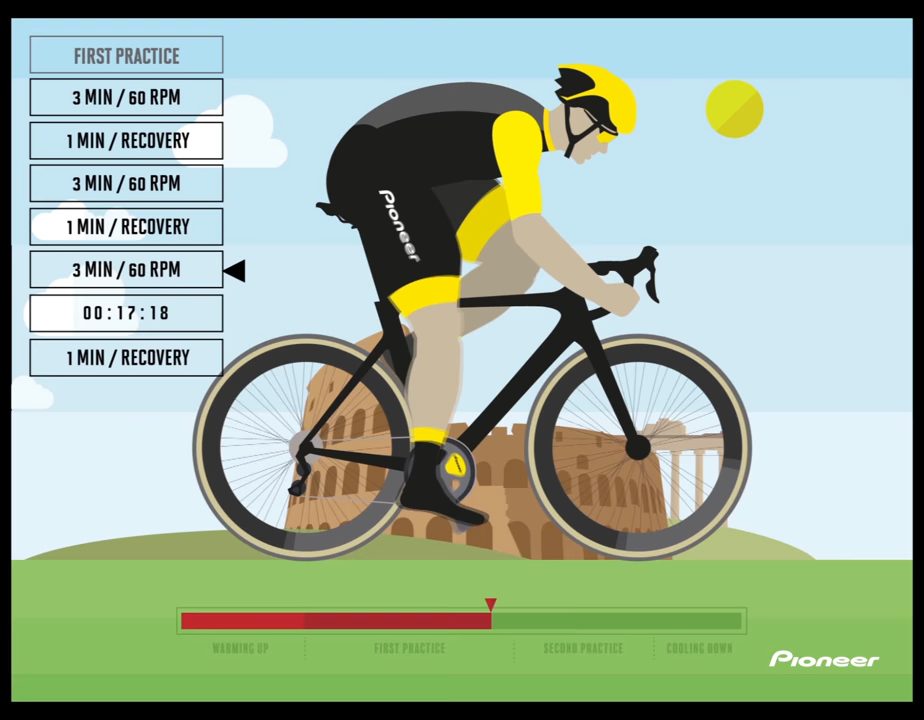 FIRST PRACTICE
3 MIN / 60 RPM
1 MIN / RECOVERY
3 MIN / 60 RPM
1 MIN / RECOVERY
3 MIN / 60 RPM
00:17:18
1 MIN / RECOVERY
Pioneer
WARMING UP
FIRST PRACTICE
SECOND PRACTICE
COOLING DOWN
Pioneer